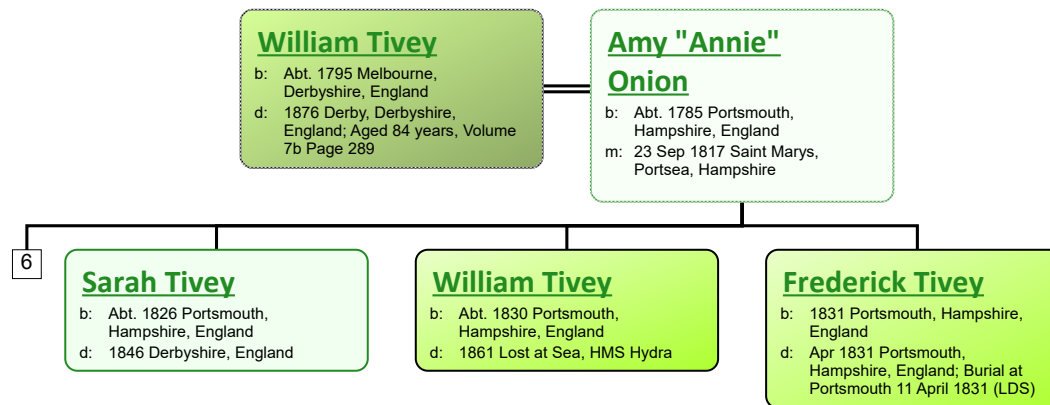 William Tivey
b: Abt. 1795 Melbourne,
Derbyshire, England
d: 1876 Derby, Derbyshire,
England; Aged 84 years, Volume
7b Page 289
Amy "Annie"
Onion
b: Abt. 1785 Portsmouth,
Hampshire, England
m: 23 Sep 1817 Saint Marys,
Portsea, Hampshire
6
Sarah Tivey
b: Abt. 1826 Portsmouth,
Hampshire, England
d: 1846 Derbyshire, England
William Tivey
b: Abt. 1830 Portsmouth,
Hampshire, England
d: 1861 Lost at Sea, HMS Hydra
Frederick Tivey
b: 1831 Portsmouth, Hampshire,
England
d: Apr 1831 Portsmouth,
Hampshire, England; Burial at
Portsmouth 11 April 1831 (LDS)